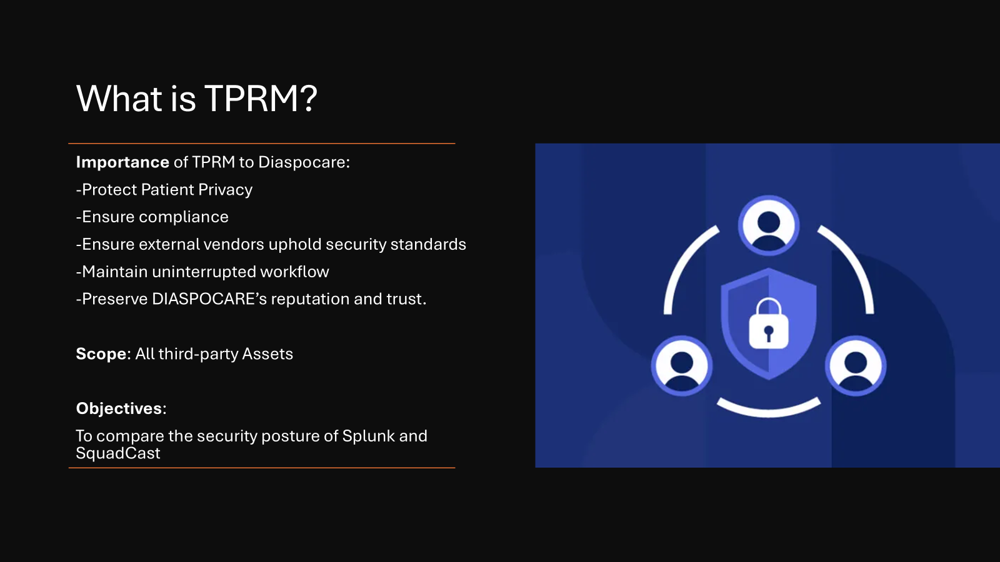 What is TPRM?
Importance of TPRM to Diaspocare:
-Protect Patient Privacy
-Ensure compliance
-Ensure external vendors uphold security standards
-Maintain uninterrupted workflow
-Preserve DIASPOCARE’s reputation and trust.
Scope: All third-party Assets
Objectives:
To compare the security posture of Splunk and
SquadCast